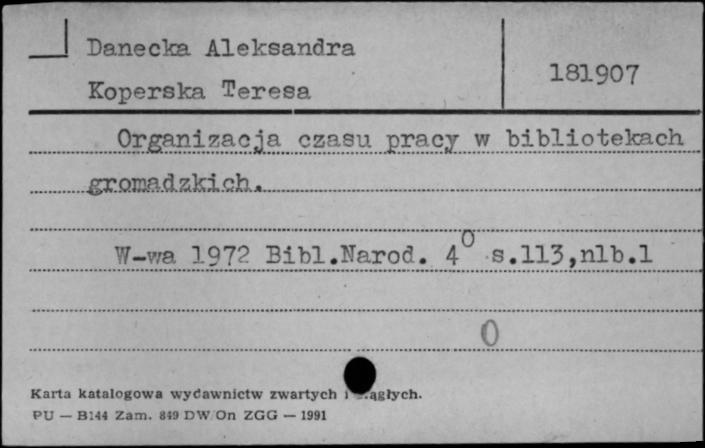 Danecka Aleksandra
Koperska Teresa
181907
Organizacja czasu pracy w bibliotekach
gromadzkich.
W-wa 1972 Bibl.Narod. 4⁰ s.113,nlb.1
0
Karta katalogowa wydawnictw zwartych i
PU — B144 Zam. 849 DW/On ZGG — 1991